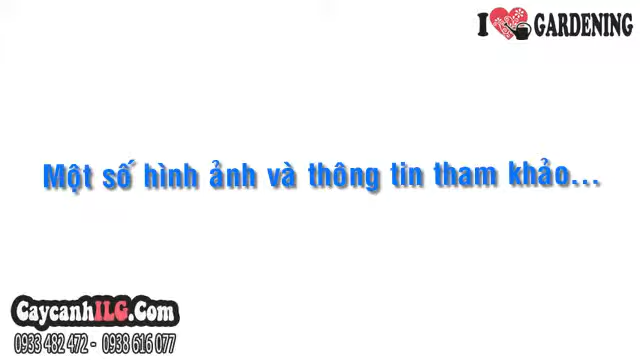 I GARDENING
Một số hình ảnh và thông tin tham khảo...
CaycanhILG.Com
0933 482 472 - 0938 616 077